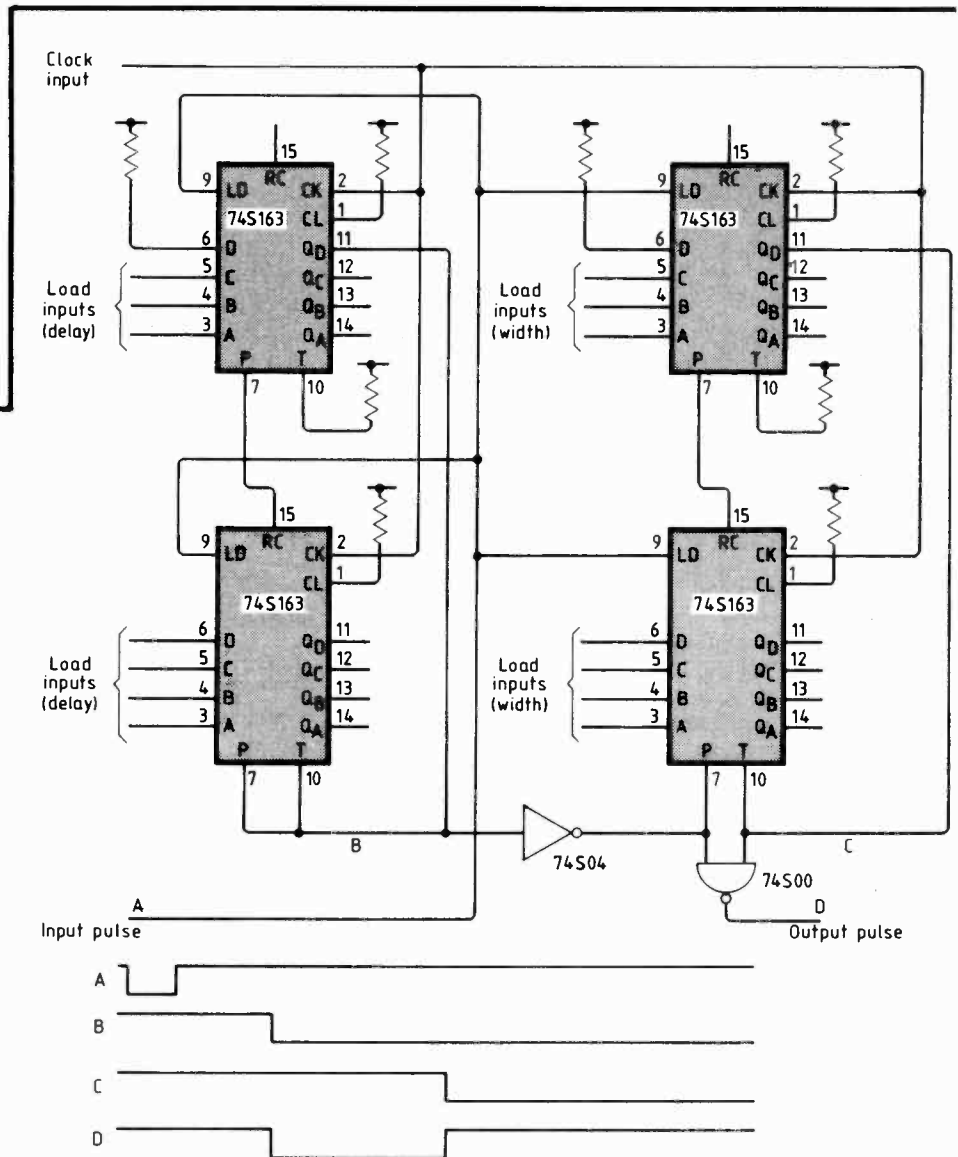 Clock
input
15
RC
9
LD
CK
2
CL
1
74S163
6
D
QD
11
5
C
QC
12
4
B
QB
13
3
A
QA
14
P
7
T
10
Load
inputs
(delay)
15
RC
9
LD
CK
2
CL
1
74S163
6
D
QD
11
5
C
QC
12
4
B
QB
13
3
A
QA
14
P
7
T
10
Load
inputs
(width)
15
RC
9
LD
CK
2
CL
1
74S163
6
D
QD
11
5
C
QC
12
4
B
QB
13
3
A
QA
14
P
7
T
10
Load
inputs
(delay)
15
RC
9
LD
CK
2
CL
1
74S163
6
D
QD
11
5
C
QC
12
4
B
QB
13
3
A
QA
14
P
7
T
10
Load
inputs
(width)
B
74S04
C
74S00
A
Input pulse
D
Output pulse
A
B
C
D